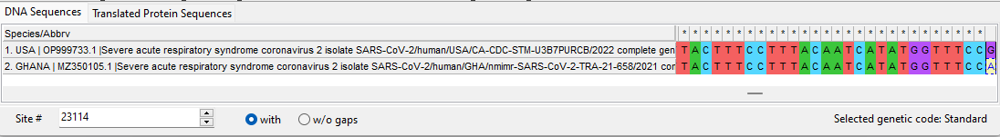 DNA Sequences Translated Protein Sequences
Species/Abbrv * * * * * * * * * * * * * * * * * * * * * * * * * * * *
1. USA | OP999733.1 |Severe acute respiratory syndrome coronavirus 2 isolate SARS-CoV-2/human/USA/CA-CDC-STM-U3B7PURCB/2022 complete gen T A C T T T C C T T T A C A A T C A T A T G G T T T C C G
2. GHANA | MZ350105.1 |Severe acute respiratory syndrome coronavirus 2 isolate SARS-CoV-2/human/GHA/nmimr-SARS-CoV-2-TRA-21-658/2021 com T A C T T T C C T T T A C A A T C A T A T G G T T T C C A
Site # 23114 with w/o gaps Selected genetic code: Standard